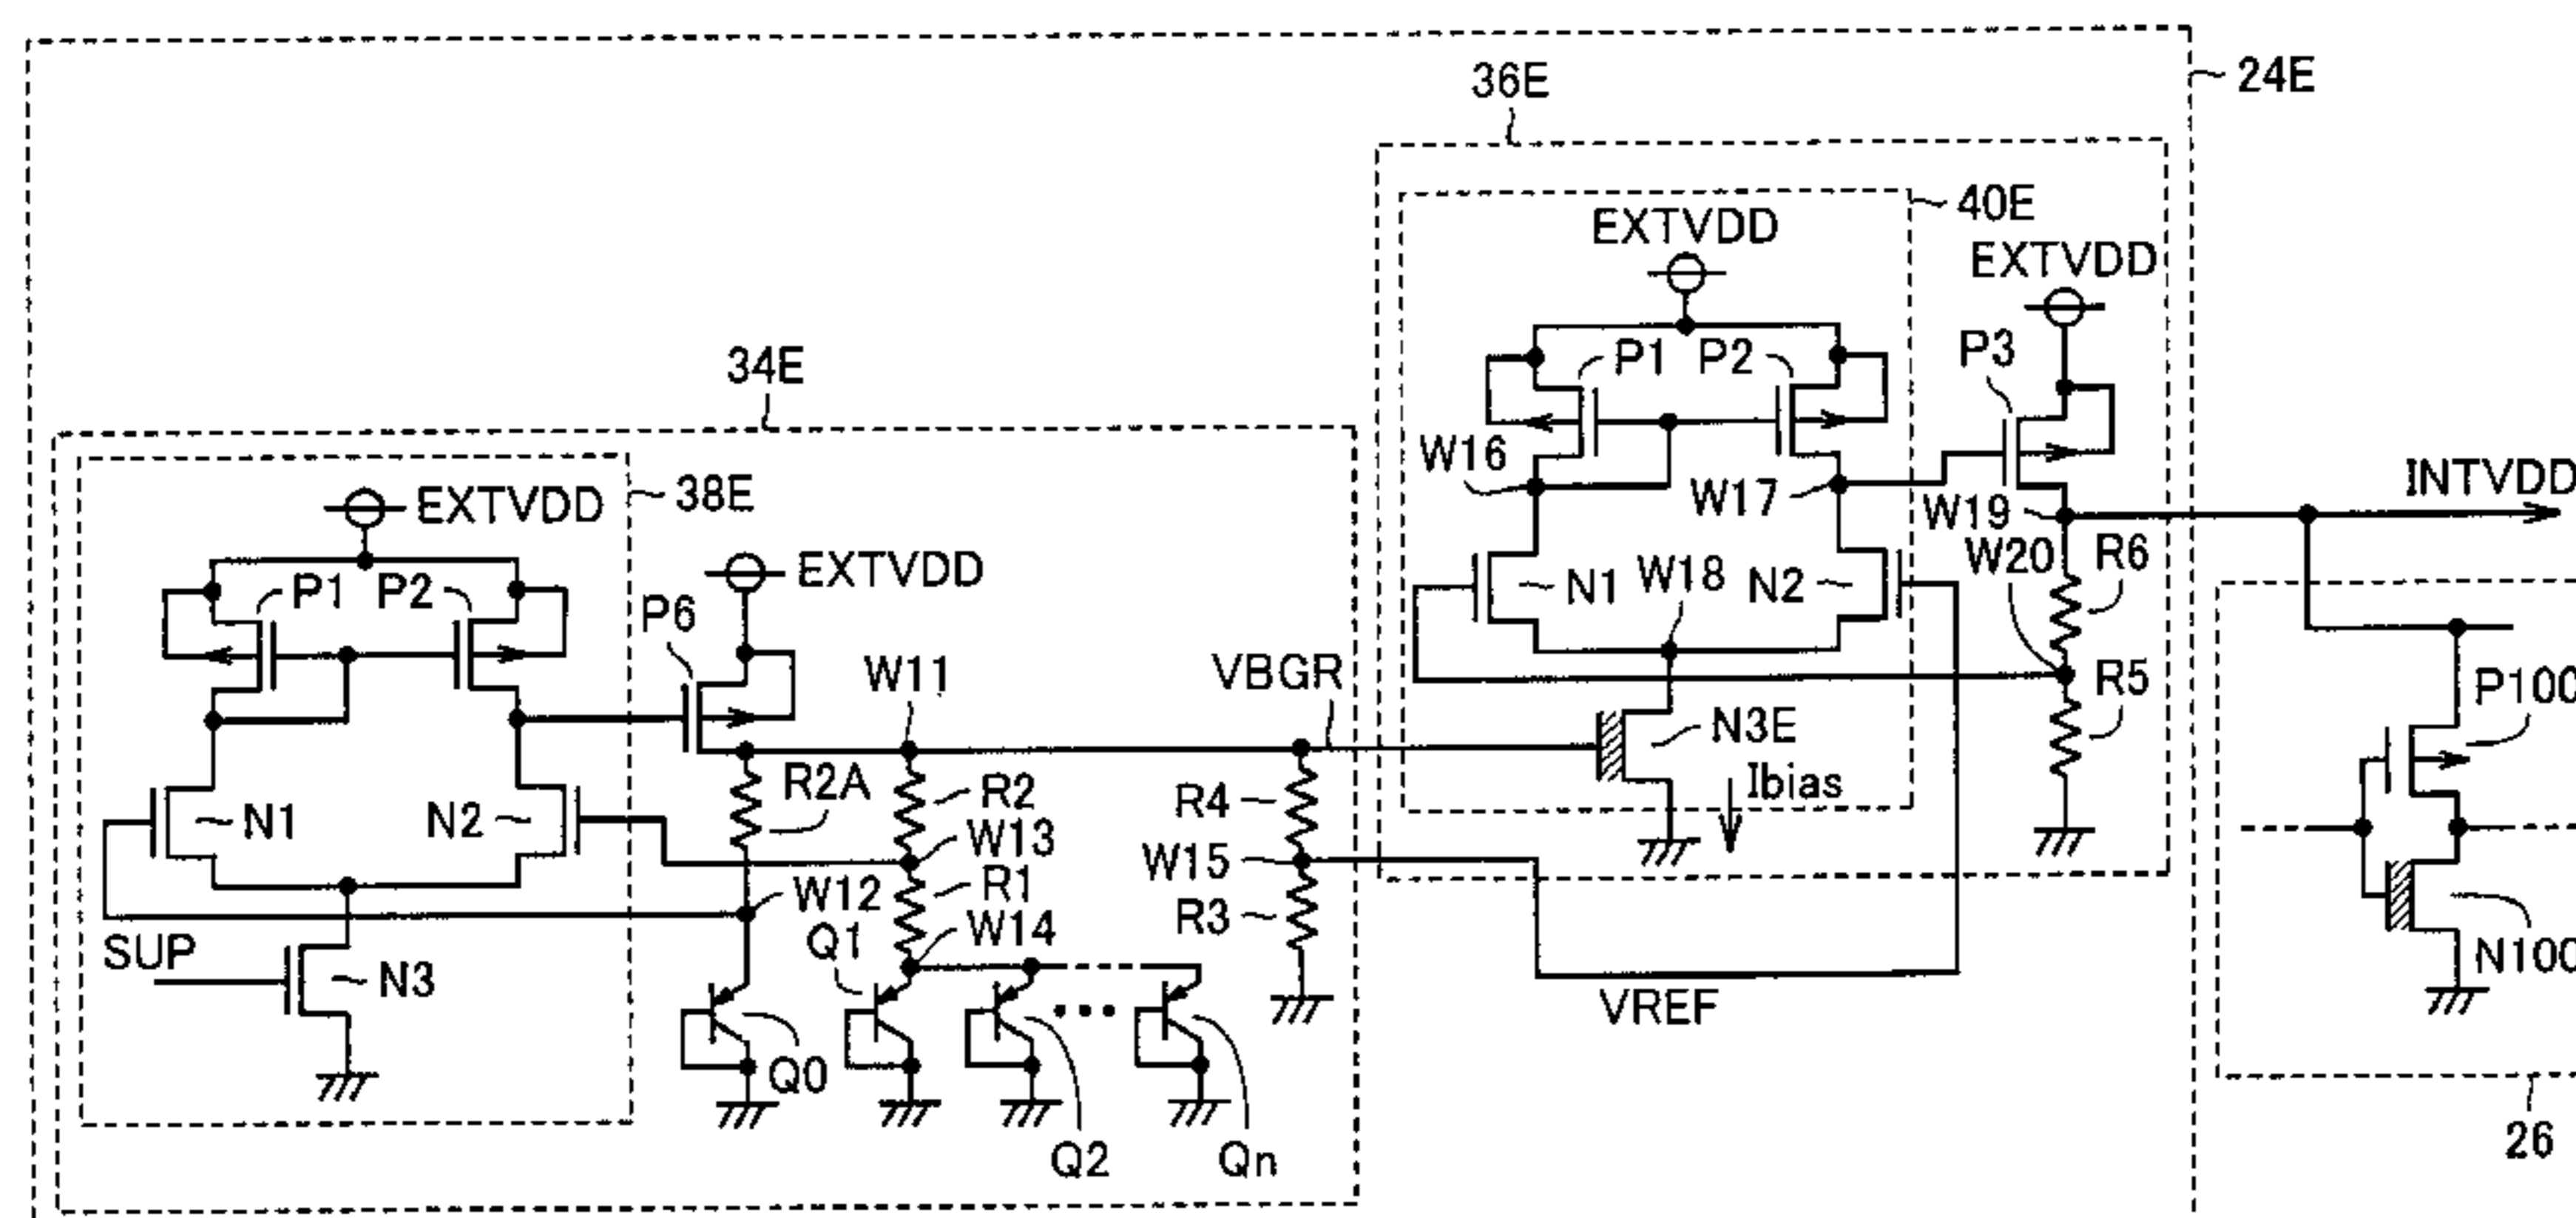 24E
36E
40E
EXTVDD
EXTVDD
P1 P2 P3
34E
W16
W17
INTVDD
38E
EXTVDD
W19
EXTVDD
W20 R6
P1 P2
P6
N1 W18 N2
W11
VBGR
R5
P100
N3E
R2A R2
R4
Ibias
N1 N2
W13
W15
W12 R1
R3
Q1 W14
SUP
N3
N100
VREF
Q0
Q2 Qn
26